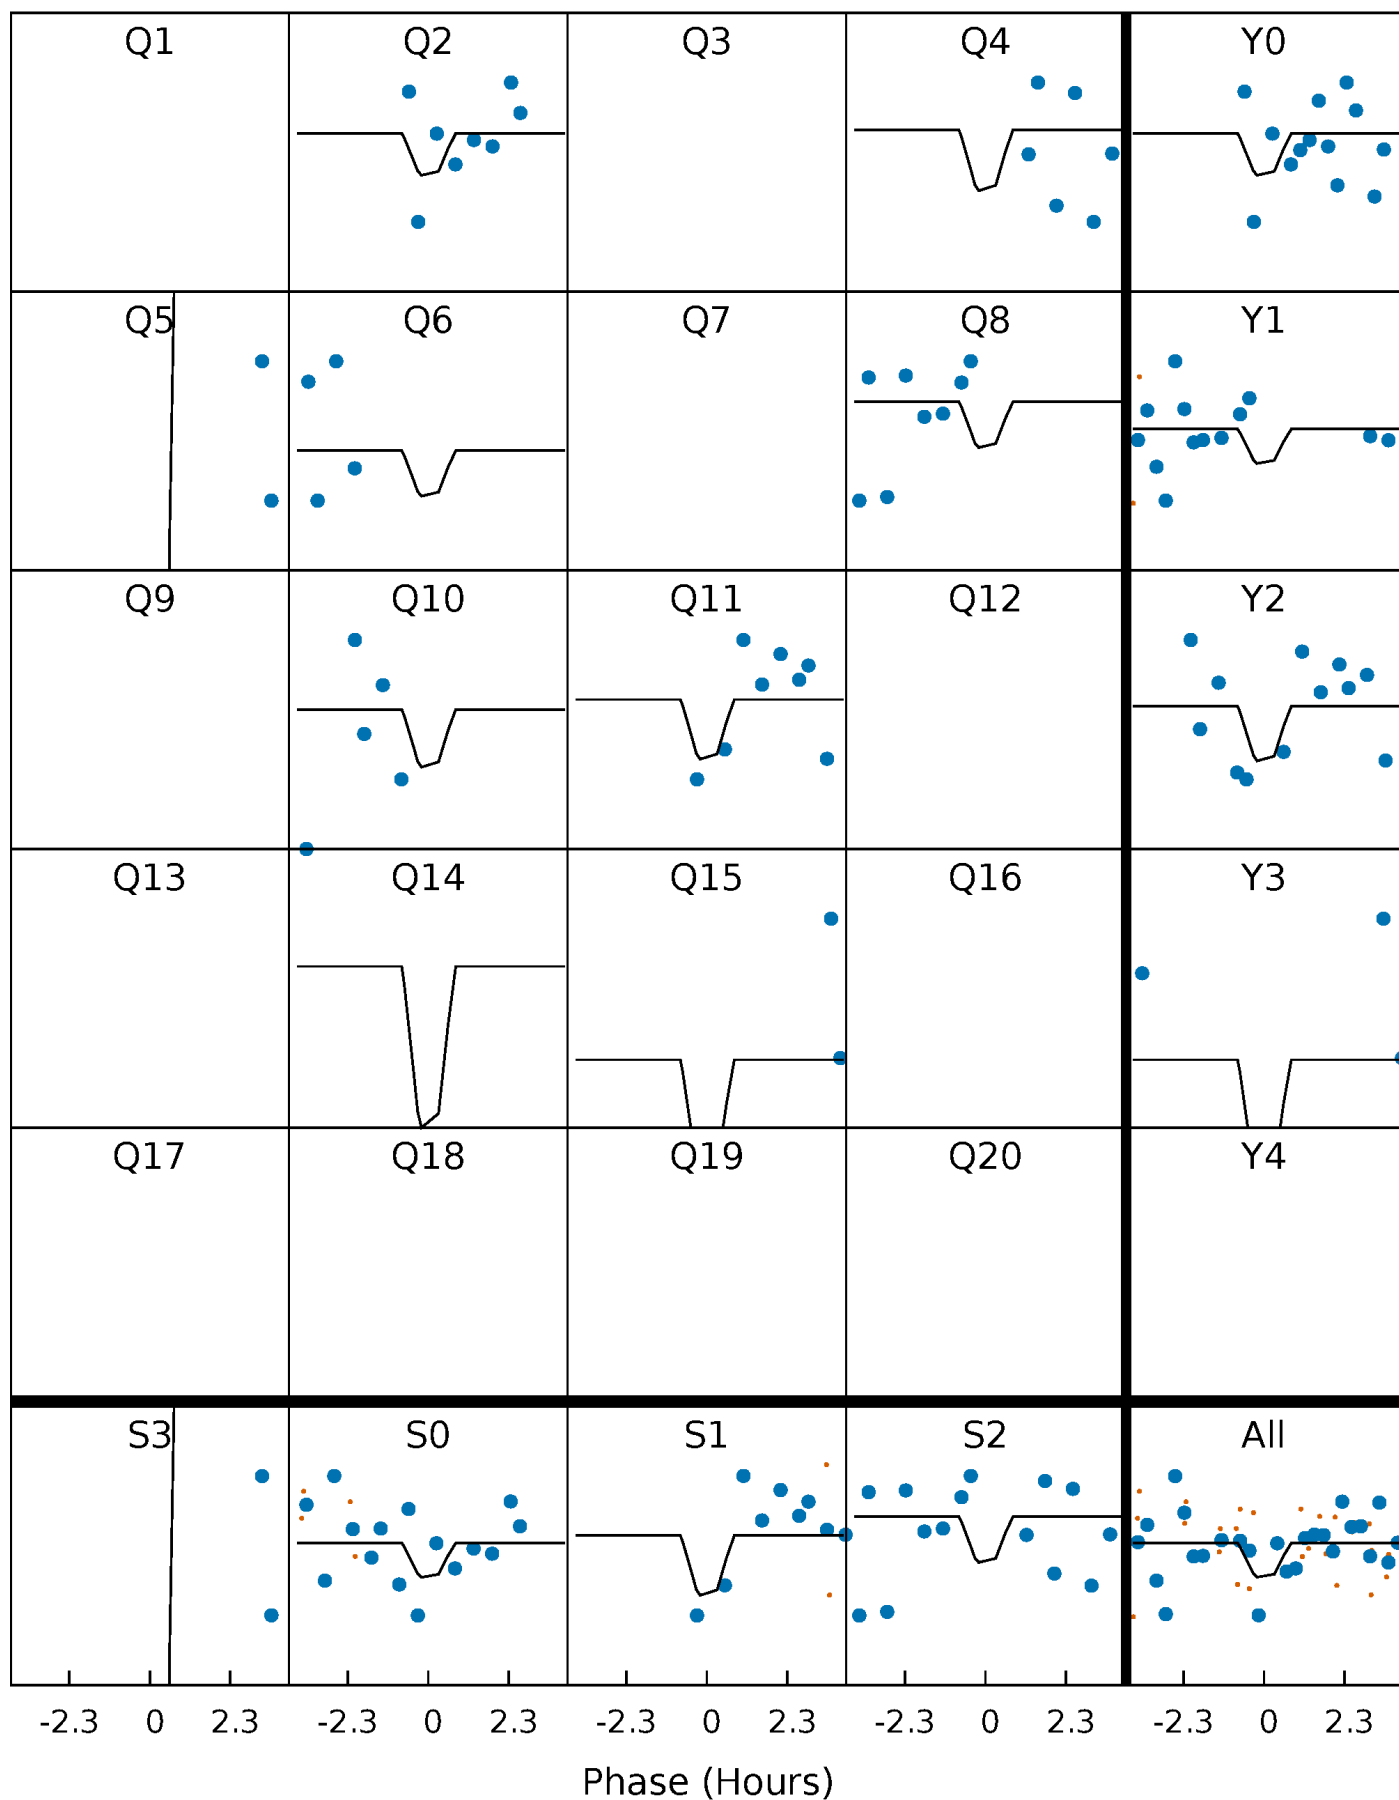 Q1 Q2 Q3 Q4 Y0
Q5 Q6 Q7 Q8 Y1
Q9 Q10 Q11 Q12 Y2
Q13 Q14 Q15 Q16 Y3
Q17 Q18 Q19 Q20 Y4
S3 S0 S1 S2 All
-2.3 0 2.3 -2.3 0 2.3 -2.3 0 2.3 -2.3 0 2.3 -2.3 0 2.3
Phase (Hours)